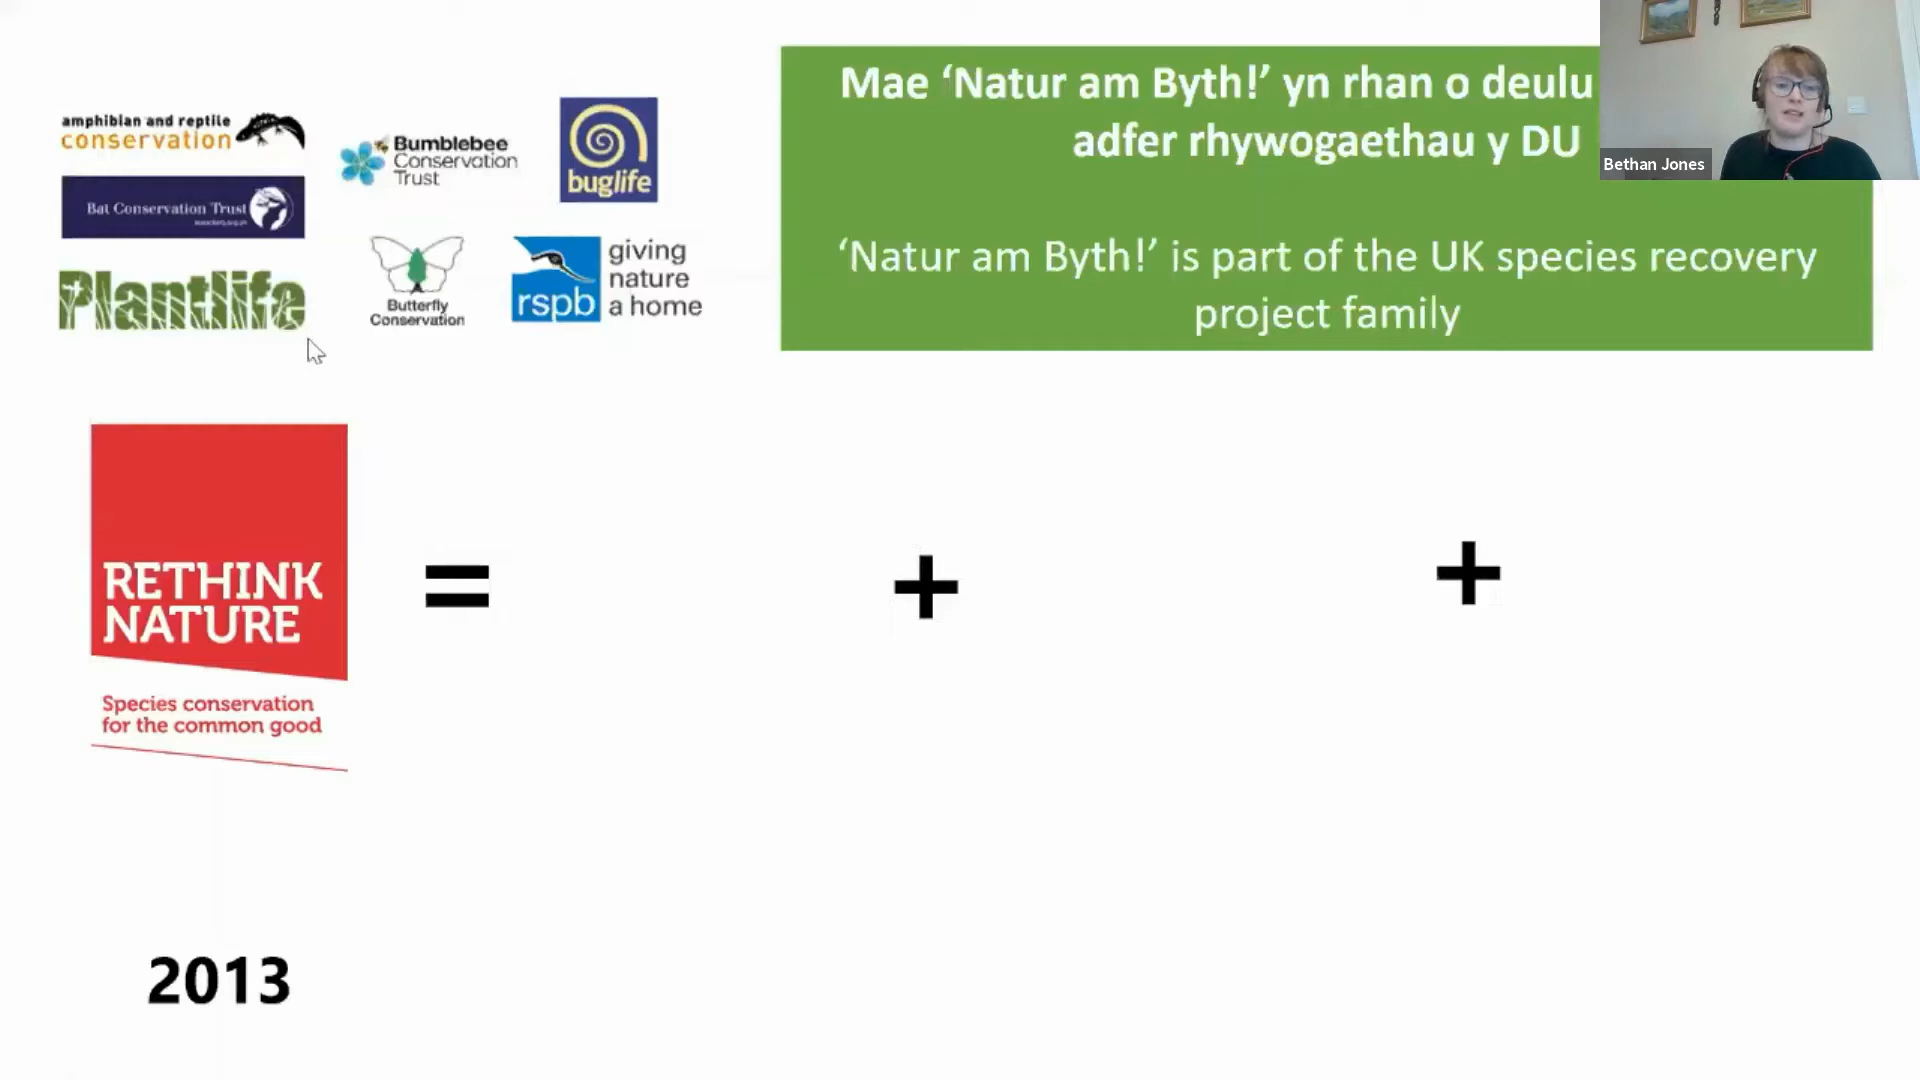 amphibian and reptile
conservation
Bat Conservation Trust
Plantlife
Bumblebee
Conservation
Trust
buglife
Butterfly
Conservation
rspb
giving
nature
a home
Mae ‘Natur am Byth!’ yn rhan o deulu
adfer rhywogaethau y DU
‘Natur am Byth!’ is part of the UK species recovery
project family
Bethan Jones
RETHINK
NATURE
Species conservation
for the common good
=
+
+
2013